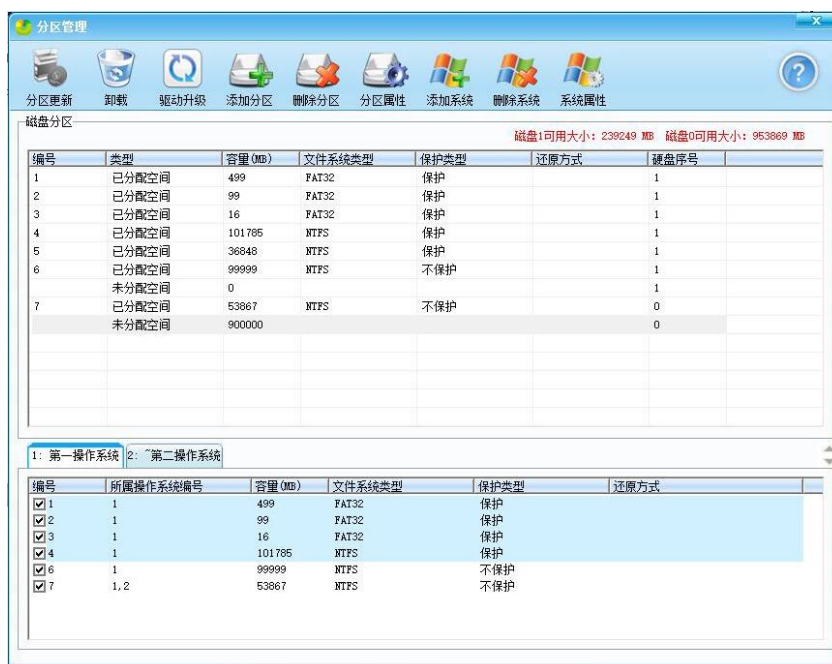 分区管理
分区更新 卸载 驱动升级 添加分区 删除分区 分区属性 添加系统 删除系统 系统属性
磁盘分区
磁盘1可用大小: 239249 MB 磁盘0可用大小: 953869 MB
编号 类型 容量(MB) 文件系统类型 保护类型 还原方式 硬盘序号
1 已分配空间 499 FAT32 保护 1
2 已分配空间 99 FAT32 保护 1
3 已分配空间 16 FAT32 保护 1
4 已分配空间 101785 NTFS 保护 1
5 已分配空间 36848 NTFS 保护 1
6 已分配空间 99999 NTFS 不保护 1
未分配空间 0 1
7 已分配空间 53867 NTFS 不保护 0
未分配空间 900000 0
1: 第一操作系统 2: ~第二操作系统
编号 所属操作系统编号 容量(MB) 文件系统类型 保护类型 还原方式
1 1 499 FAT32 保护
2 1 99 FAT32 保护
3 1 16 FAT32 保护
4 1 101785 NTFS 保护
6 1 99999 NTFS 不保护
7 1,2 53867 NTFS 不保护